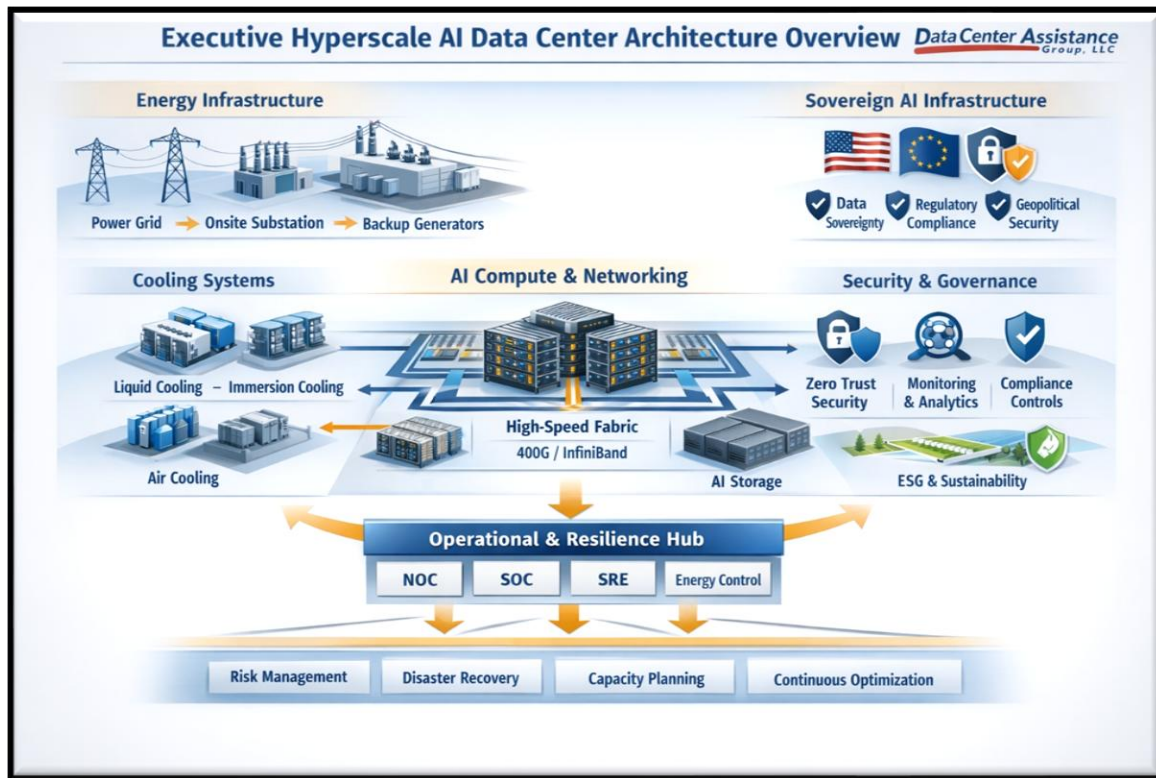 Executive Hyperscale AI Data Center Architecture Overview
Data Center Assistance
Group, LLC
Energy Infrastructure
Power Grid
Onsite Substation
Backup Generators
Sovereign AI Infrastructure
Data
Sovereignty
Regulatory
Compliance
Geopolitical
Security
Cooling Systems
Liquid Cooling – Immersion Cooling
Air Cooling
AI Compute & Networking
High-Speed Fabric
400G / InfiniBand
AI Storage
Security & Governance
Zero Trust
Security
Monitoring
& Analytics
Compliance
Controls
ESG & Sustainability
Operational & Resilience Hub
NOC
SOC
SRE
Energy Control
Risk Management
Disaster Recovery
Capacity Planning
Continuous Optimization